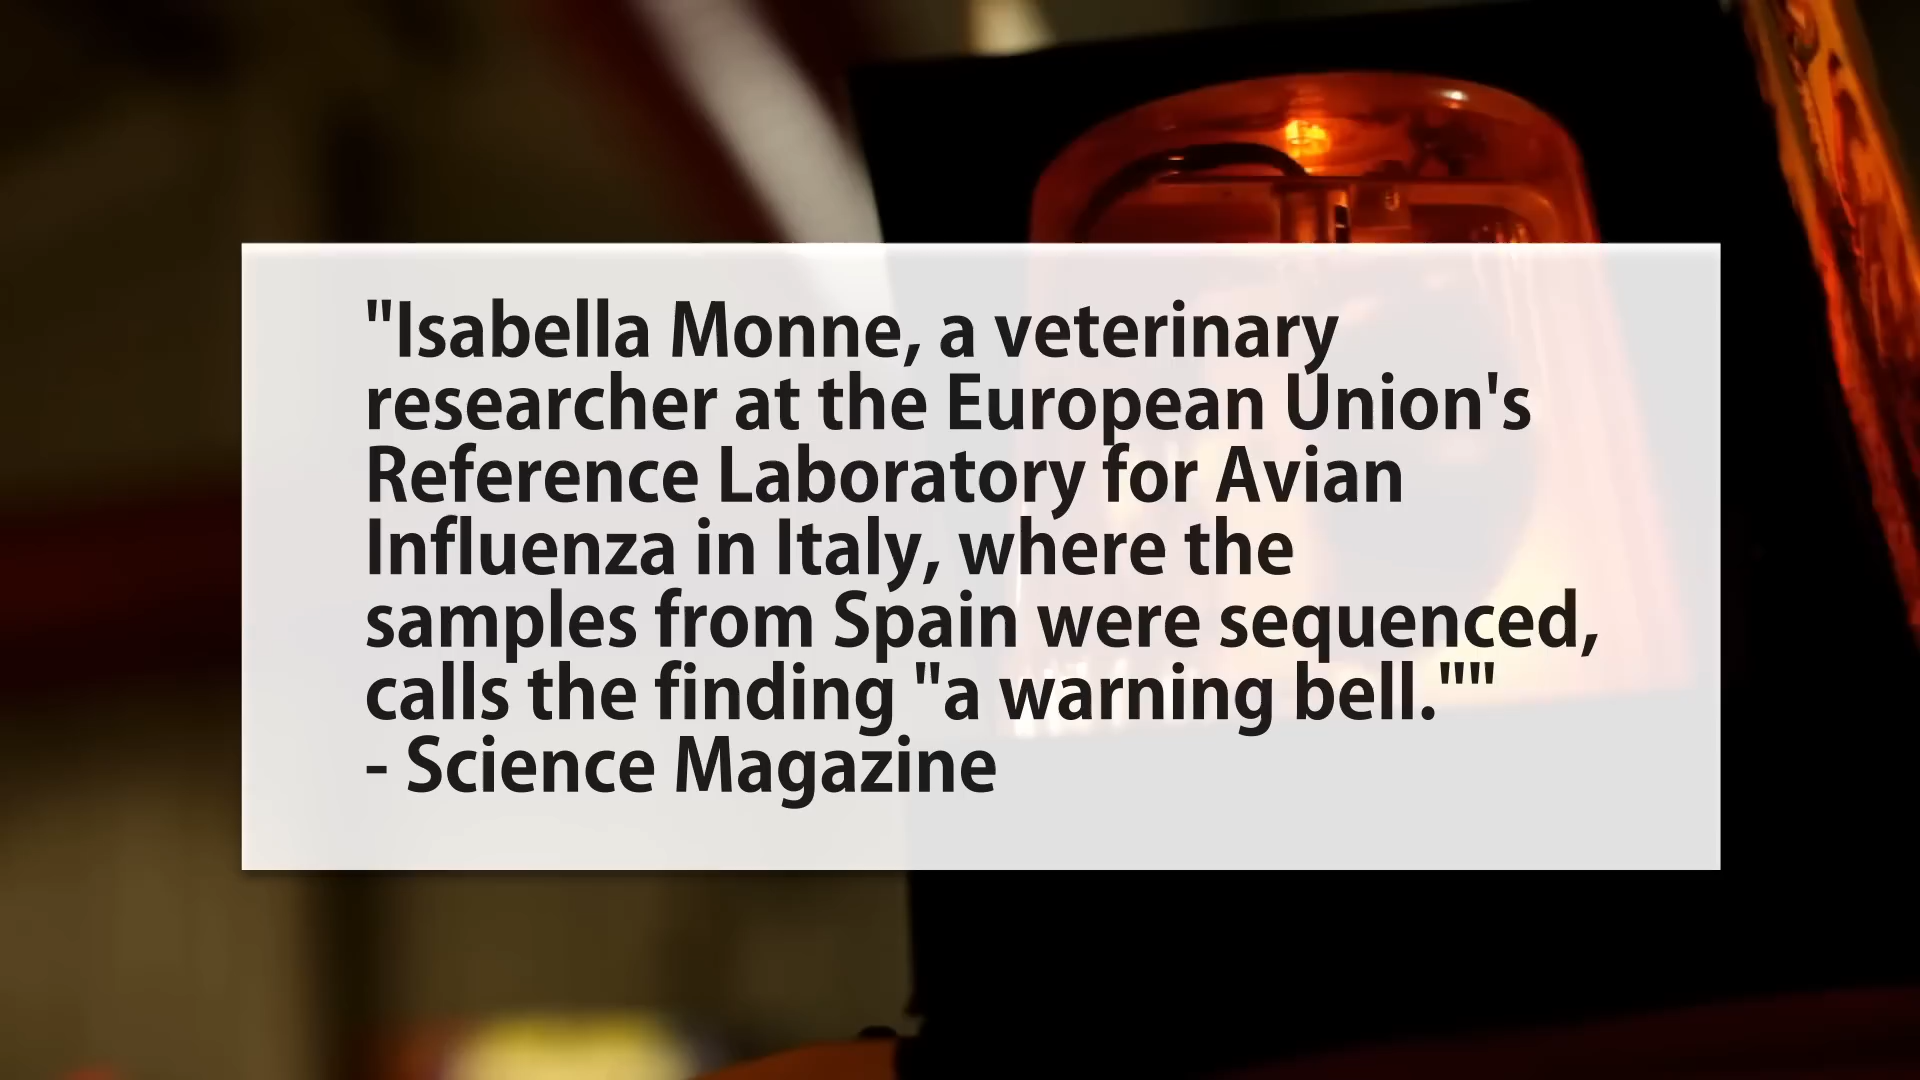 "Isabella Monne, a veterinary
researcher at the European Union's
Reference Laboratory for Avian
Influenza in Italy, where the
samples from Spain were sequenced,
calls the finding "a warning bell.""
- Science Magazine